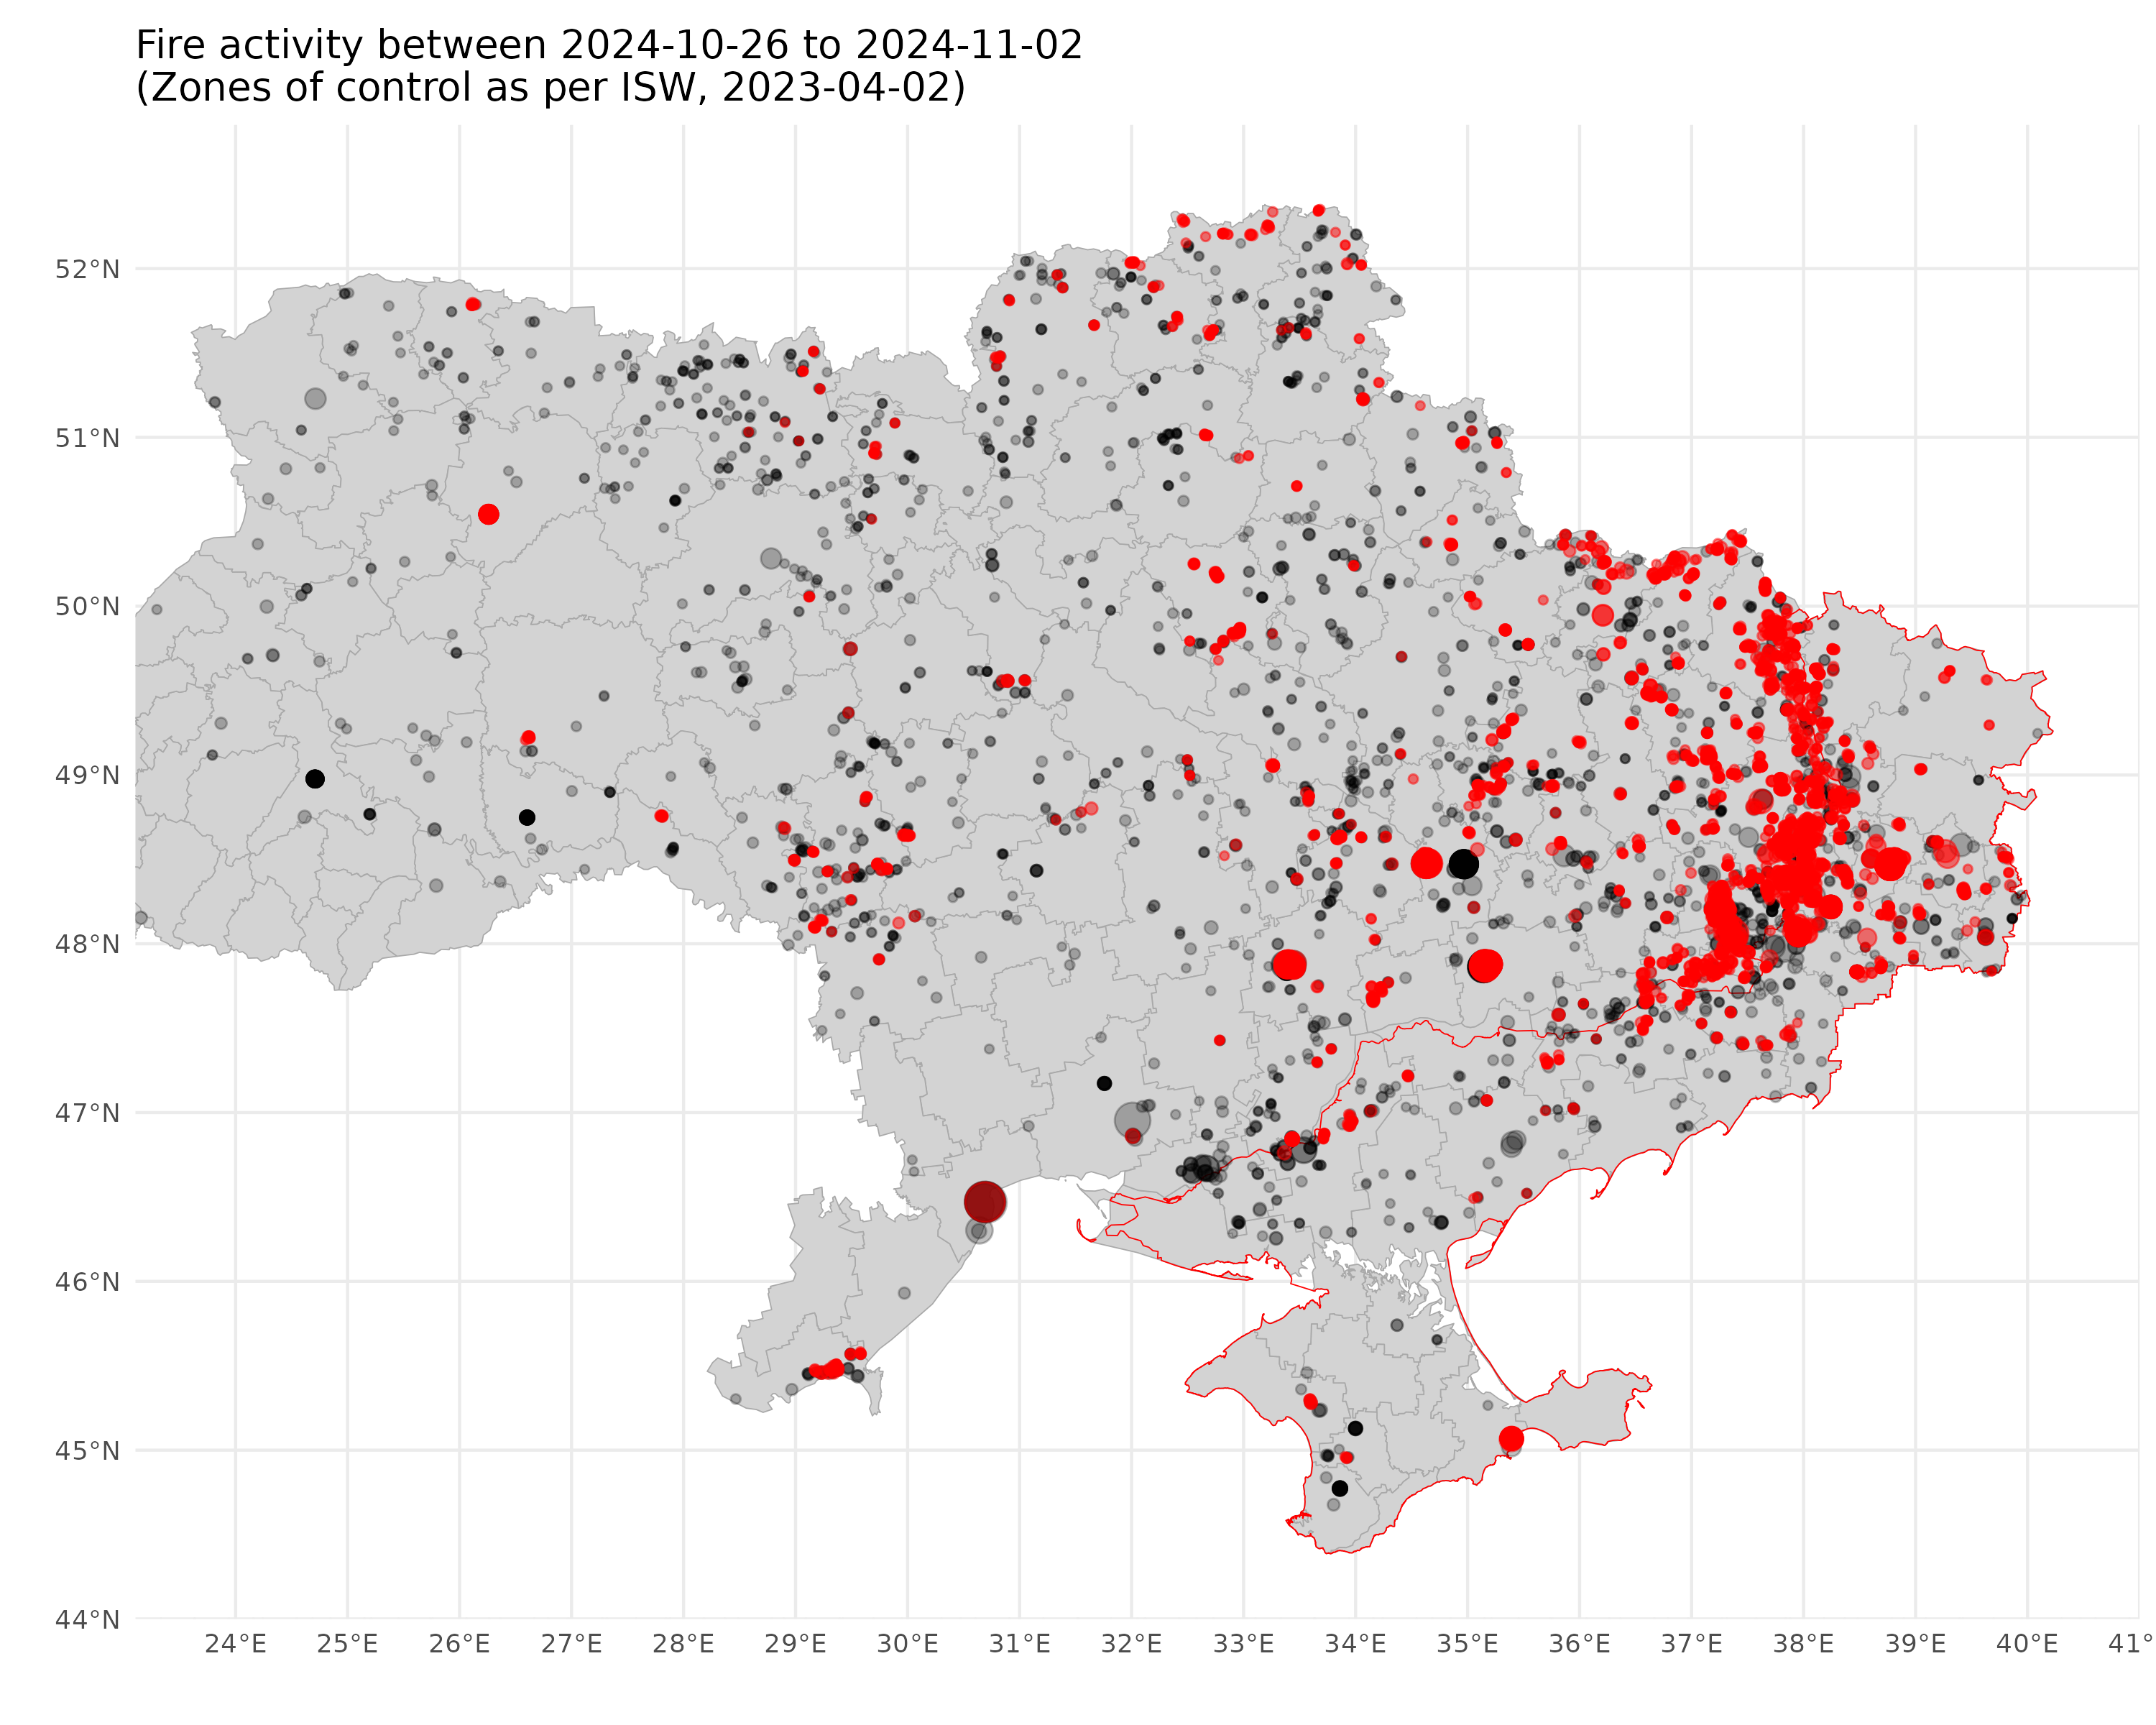 Fire activity between 2024-10-26 to 2024-11-02
(Zones of control as per ISW, 2023-04-02)
52°N
51°N
50°N
49°N
48°N
47°N
46°N
45°N
44°N
24°E 25°E 26°E 27°E 28°E 29°E 30°E 31°E 32°E 33°E 34°E 35°E 36°E 37°E 38°E 39°E 40°E 41°